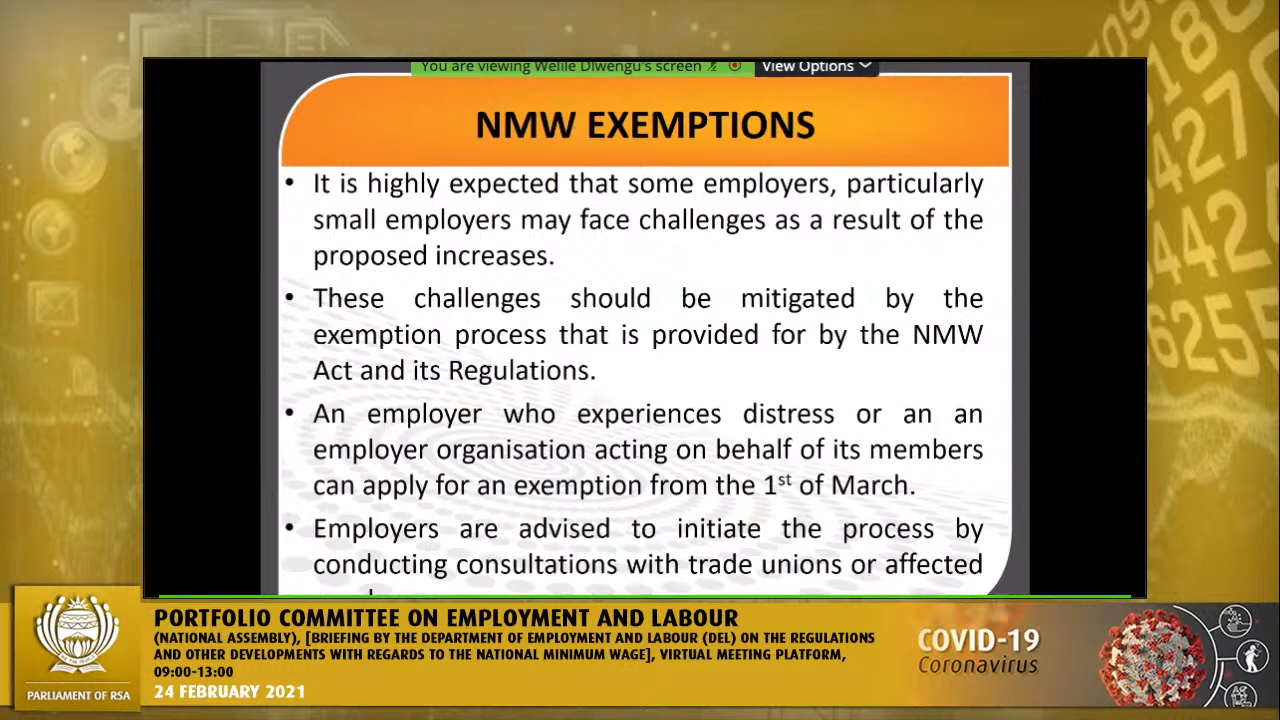 You are viewing Wellie Dlwengu's screen
View Options
NMW EXEMPTIONS
• It is highly expected that some employers, particularly
small employers may face challenges as a result of the
proposed increases.
• These challenges should be mitigated by the
exemption process that is provided for by the NMW
Act and its Regulations.
• An employer who experiences distress or an an
employer organisation acting on behalf of its members
can apply for an exemption from the 1st of March.
• Employers are advised to initiate the process by
conducting consultations with trade unions or affected
PORTFOLIO COMMITTEE ON EMPLOYMENT AND LABOUR
(NATIONAL ASSEMBLY), [BRIEFING BY THE DEPARTMENT OF EMPLOYMENT AND LABOUR (DEL) ON THE REGULATIONS
AND OTHER DEVELOPMENTS WITH REGARDS TO THE NATIONAL MINIMUM WAGE], VIRTUAL MEETING PLATFORM,
09:00-13:00
24 FEBRUARY 2021
PARLIAMENT OF RSA
COVID-19
Coronavirus